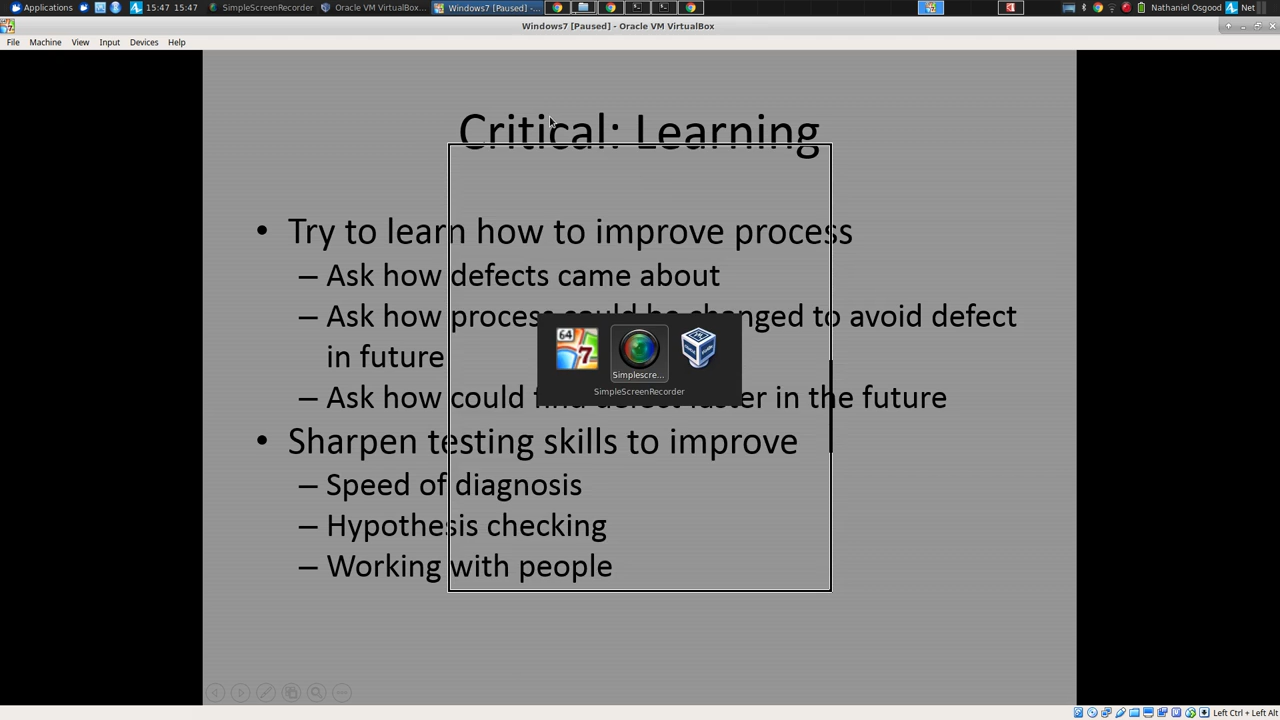 Applications 15:47 15:47 SimpleScreenRecorder Oracle VM VirtualBox... Windows7 [Paused] -... Nathaniel Osgood Net
Windows7 [Paused] - Oracle VM VirtualBox
File Machine View Input Devices Help
Critical: Learning
• Try to learn how to improve process
– Ask how defects came about
– Ask how process could be changed to avoid defect
in future
64 7
Simplescre...
SimpleScreenRecorder
– Ask how could find defect faster in the future
• Sharpen testing skills to improve
– Speed of diagnosis
– Hypothesis checking
– Working with people
Left Ctrl + Left Alt